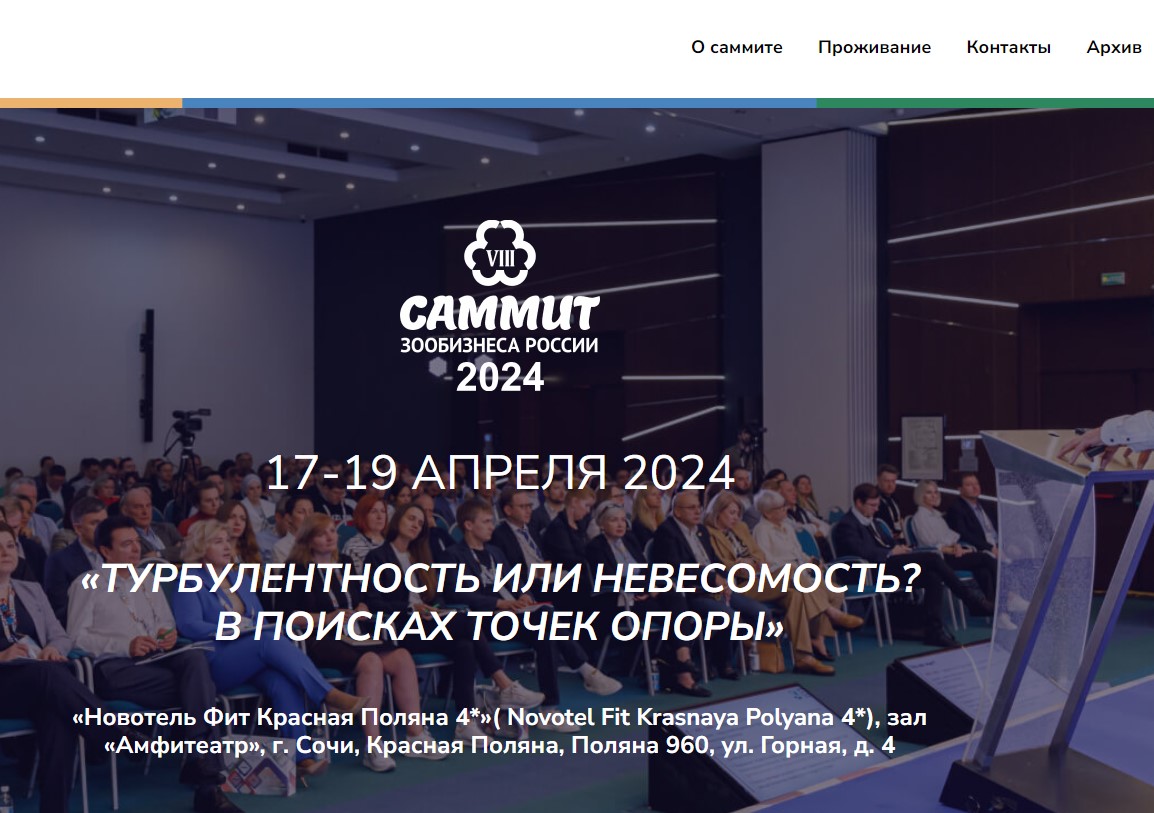 О саммите Проживание Контакты Архив
VIII
САММИТ
ЗООБИЗНЕСА РОССИИ
2024
17-19 АПРЕЛЯ 2024
«ТУРБУЛЕНТНОСТЬ ИЛИ НЕВЕСОМОСТЬ?
В ПОИСКАХ ТОЧЕК ОПОРЫ»
«Новотель Фит Красная Поляна 4*»( Novotel Fit Krasnaya Polyana 4*), зал
«Амфитеатр», г. Сочи, Красная Поляна, Поляна 960, ул. Горная, д. 4